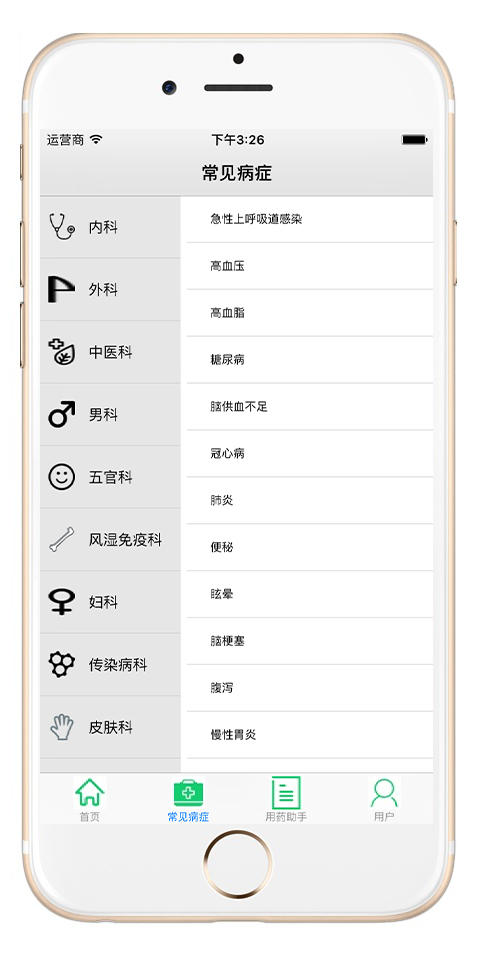 运营商
下午3:26
常见病症
内科
外科
中医科
男科
五官科
风湿免疫科
妇科
传染病科
皮肤科
急性上呼吸道感染
高血压
高血脂
糖尿病
脑供血不足
冠心病
肺炎
便秘
眩晕
脑梗塞
腹泻
慢性胃炎
首页
常见病症
用药助手
用户